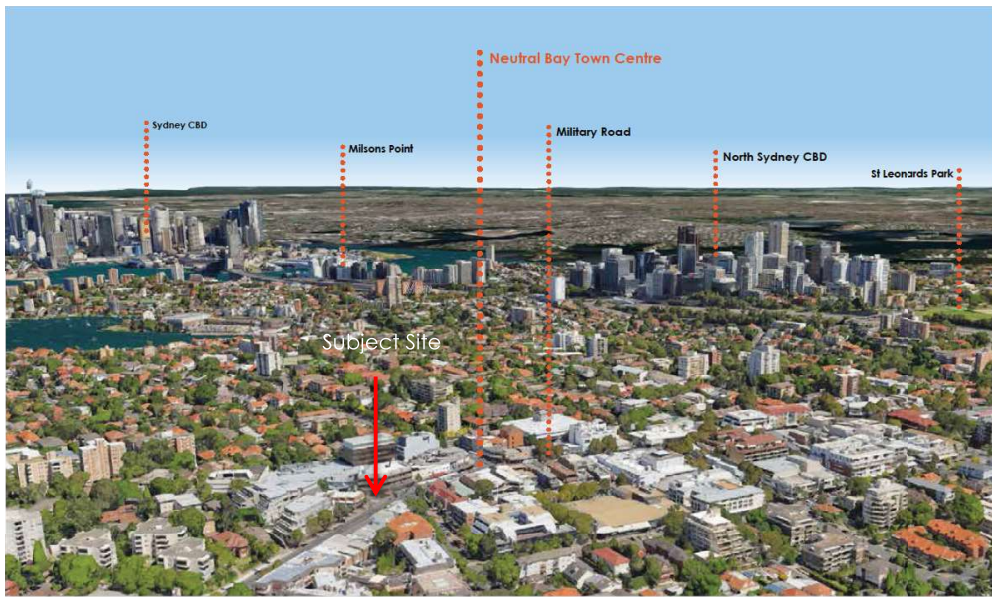 Neutral Bay Town Centre
Sydney CBD
Military Road
Milsons Point
North Sydney CBD
St Leonards Park
Subject Site